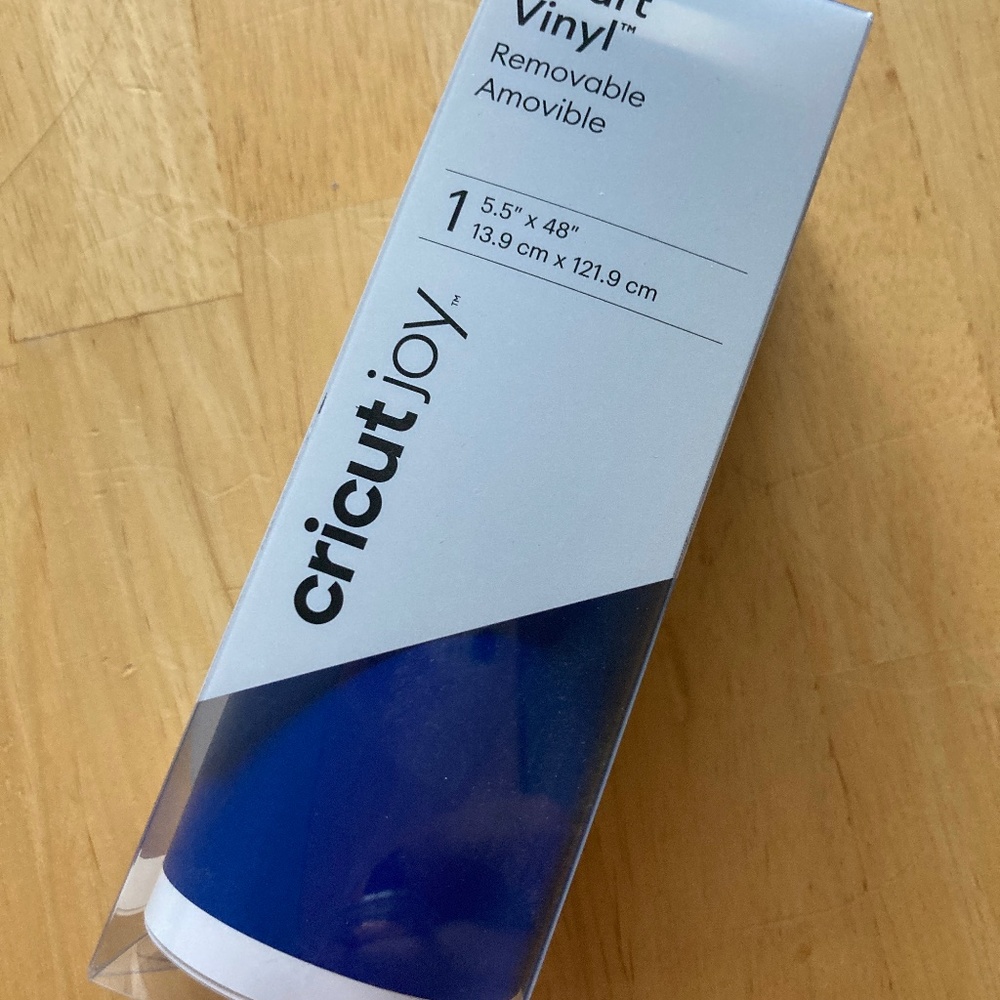 Vinyl™
Removable
Amovible
1 5.5" x 48"
13.9 cm x 121.9 cm
cricut joy™